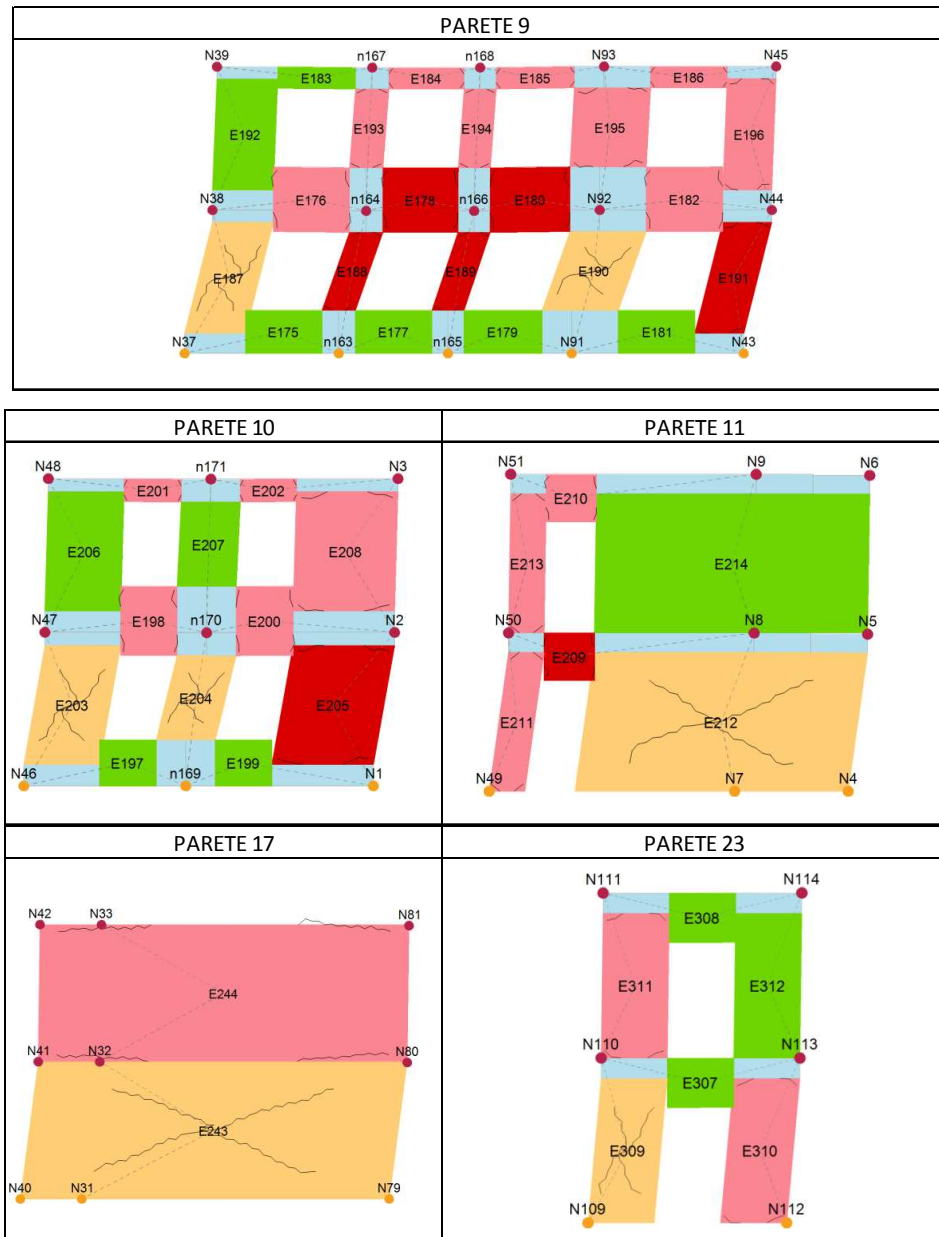 PARETE 9
N39 n167 n168 N93 N45
E183 E184 E185 E186
E192 E193 E194 E195 E196
N38 E176 n164 E178 n166 E180 N92 E182 N44
E187 E188 E189 E190 E191
N37 E175 n163 E177 n165 E179 N91 E181 N43
PARETE 10
N48 n171 N3
E201 E202
E206 E207 E208
N47 E198 n170 E200 N2
E203 E204 E205
N46 E197 n169 E199 N1
PARETE 11
N51 N9 N6
E210
E213 E214
N50 N8 N5
E209
E211 E212
N49 N7 N4
PARETE 17
N42 N33 N81
E244
N41 N32 N80
E243
N40 N31 N79
PARETE 23
N111 N114
E308
E311 E312
N110 N113
E307
E309 E310
N109 N112